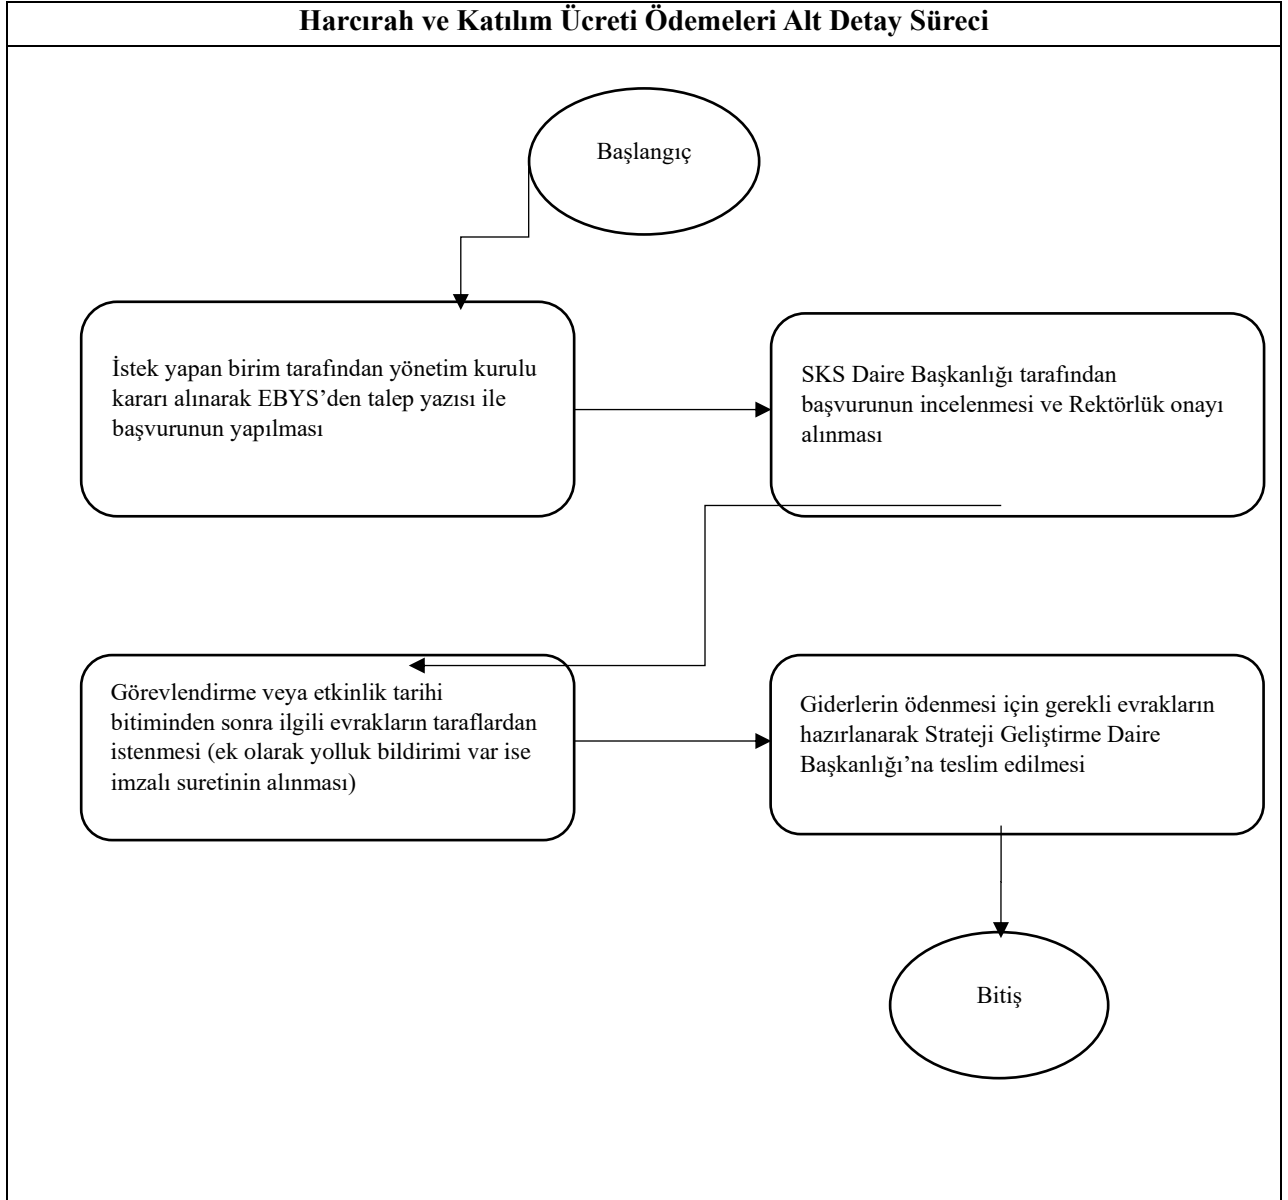 Harcırah ve Katılım Ücreti Ödemeleri Alt Detay Süreci
Başlangıç
İstek yapan birim tarafından yönetim kurulu
kararı alınarak EBYS’den talep yazısı ile
başvurunun yapılması
SKS Daire Başkanlığı tarafından
başvurunun incelenmesi ve Rektörlük onayı
alınması
Görevlendirme veya etkinlik tarihi
bitiminden sonra ilgili evrakların taraflardan
istenmesi (ek olarak yolluk bildirimi var ise
imzalı suretinin alınması)
Giderlerin ödenmesi için gerekli evrakların
hazırlanarak Strateji Geliştirme Daire
Başkanlığı’na teslim edilmesi
Bitiş